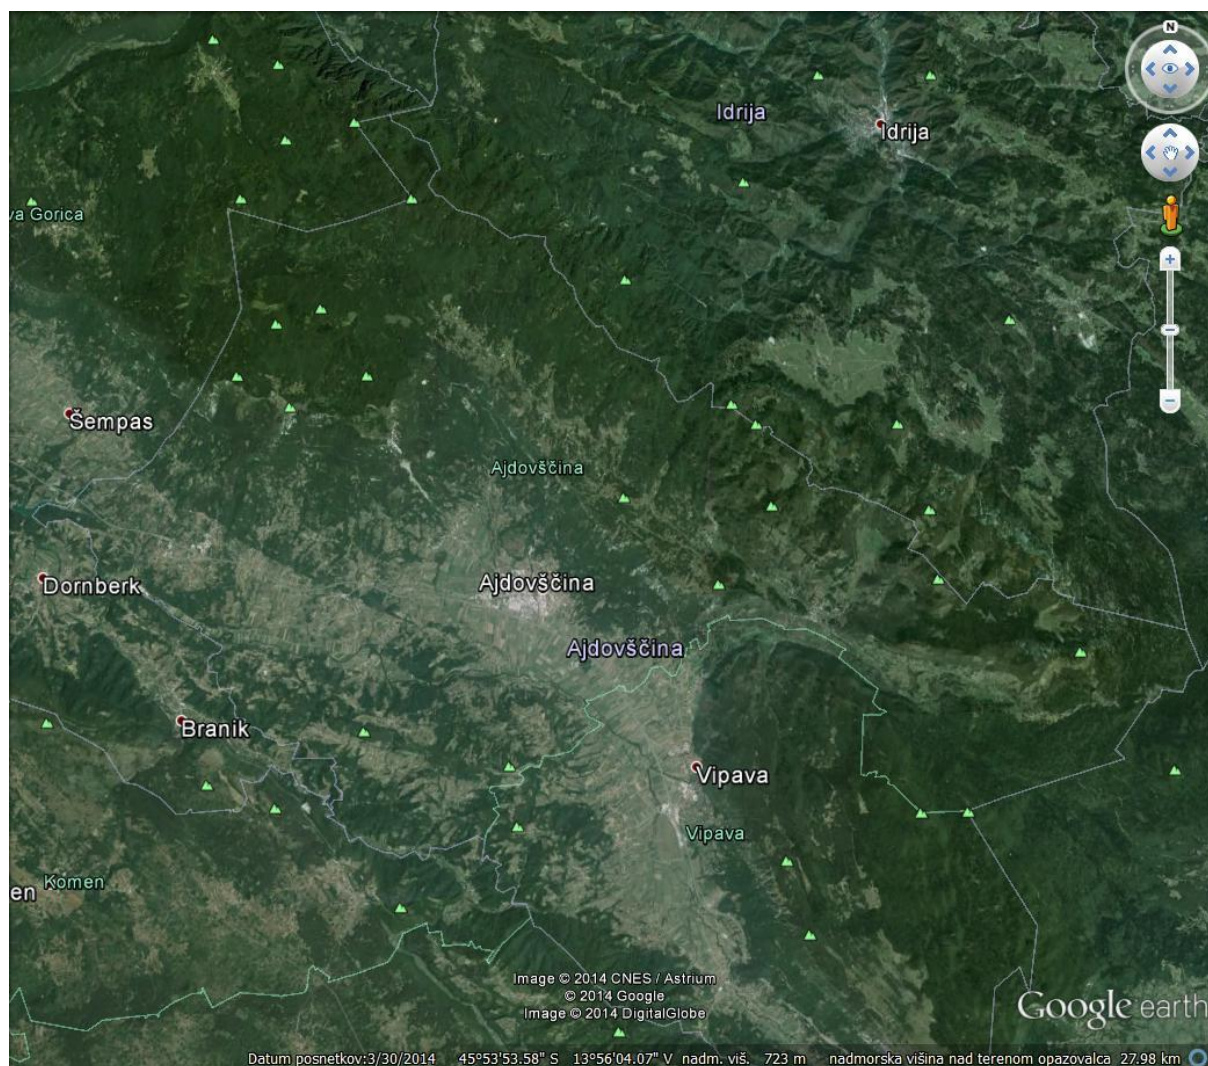 N
Idrija
Idrija
va Gorica
Šempas
Ajdovščina
Ajdovščina
Dornberk
Ajdovščina
Branik
Vipava
Vipava
Komen
en
Image © 2014 CNES / Astrium
© 2014 Google
Image © 2014 DigitalGlobe
Google earth
Datum posnetkov:3/30/2014 45°53'53.58" S 13°56'04.07" V nadm. viš. 723 m nadmorska višina nad terenom opazovalca 27.98 km